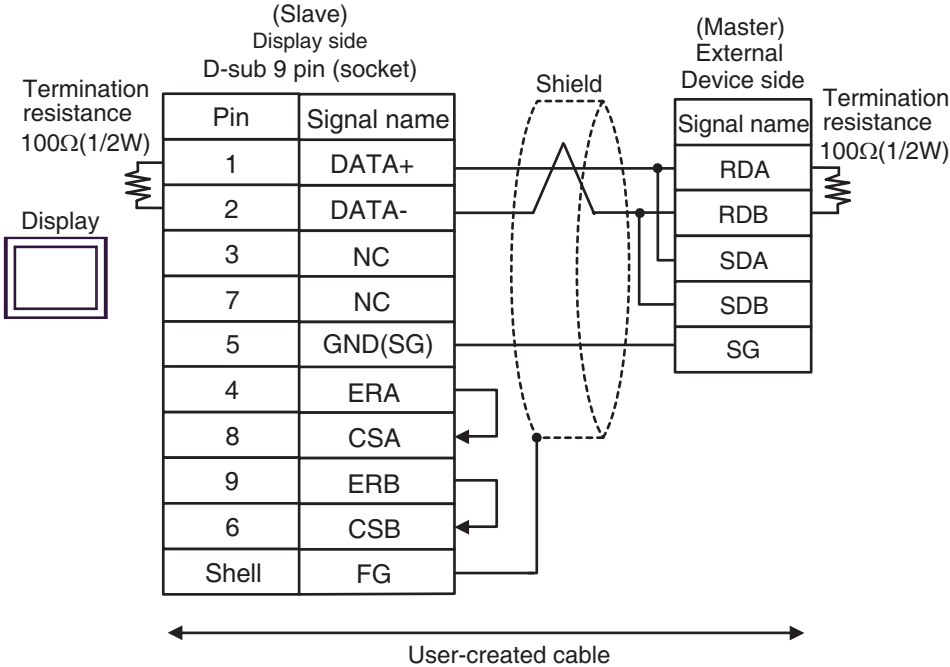 (Slave)
Display side
D-sub 9 pin (socket)
(Master)
External
Device side
Termination
resistance
100Ω(1/2W)
Shield
Termination
resistance
100Ω(1/2W)
Display
Pin Signal name
1 DATA+
2 DATA-
3 NC
7 NC
5 GND(SG)
4 ERA
8 CSA
9 ERB
6 CSB
Shell FG
Signal name
RDA
RDB
SDA
SDB
SG
User-created cable